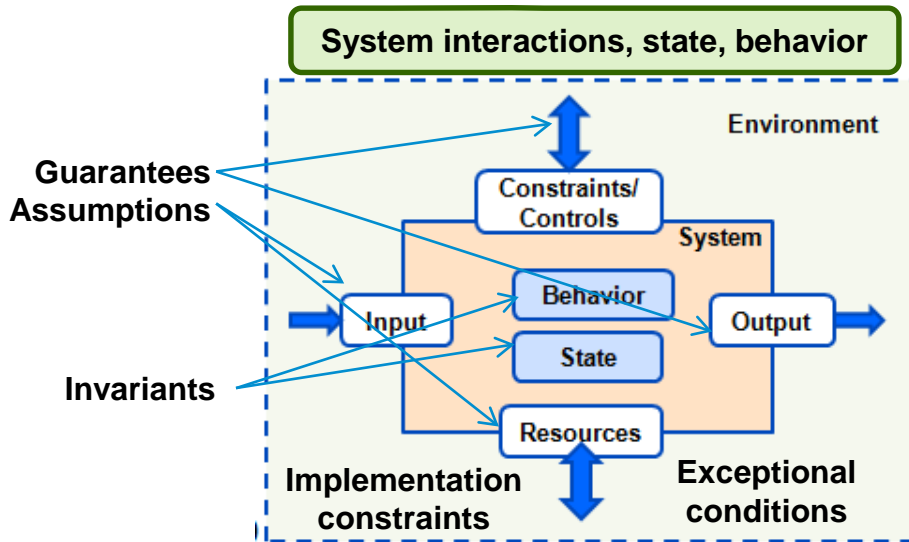 System interactions, state, behavior
Environment
Guarantees
Assumptions
Constraints/
Controls
System
Behavior
Input
Output
State
Invariants
Resources
Implementation
constraints
Exceptional
conditions